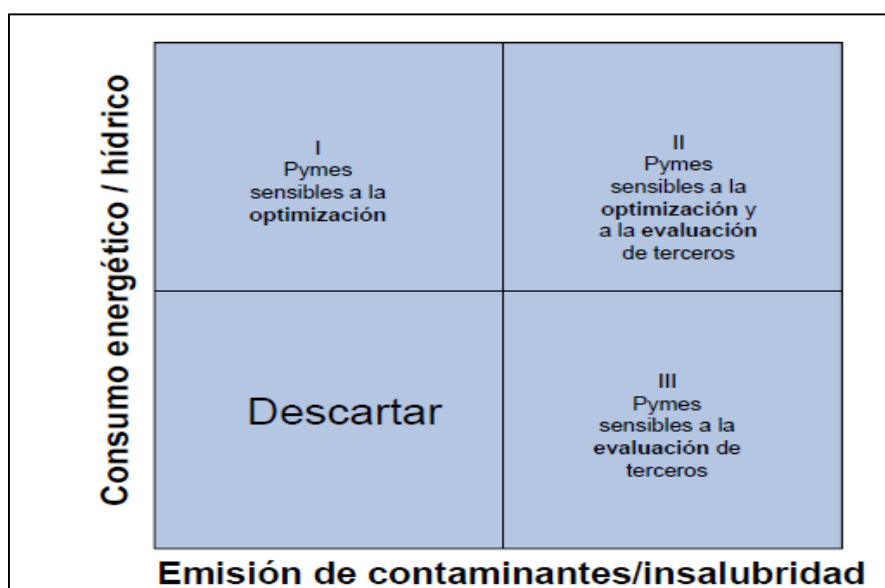 Consumo energético / hídrico
I
Pymes
sensibles a la
optimización
II
Pymes
sensibles a la
optimización y
a la evaluación
de terceros
Descartar
III
Pymes
sensibles a la
evaluación de
terceros
Emisión de contaminantes/insalubridad